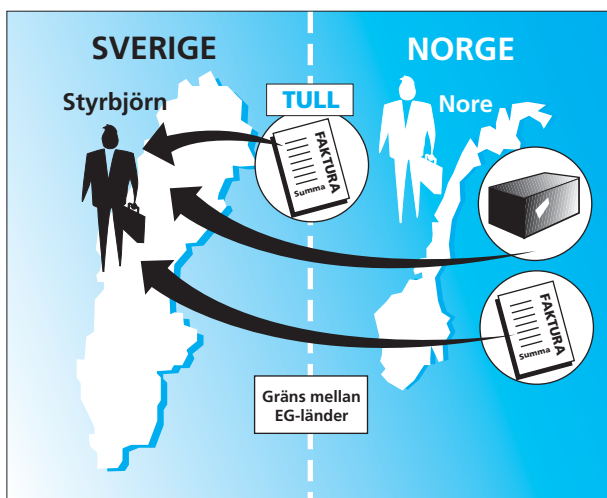 SVERIGE
NORGE
Styrbjörn
TULL
Nore
FAKTURA
Summa
FAKTURA
Summa
Gräns mellan
EG-länder